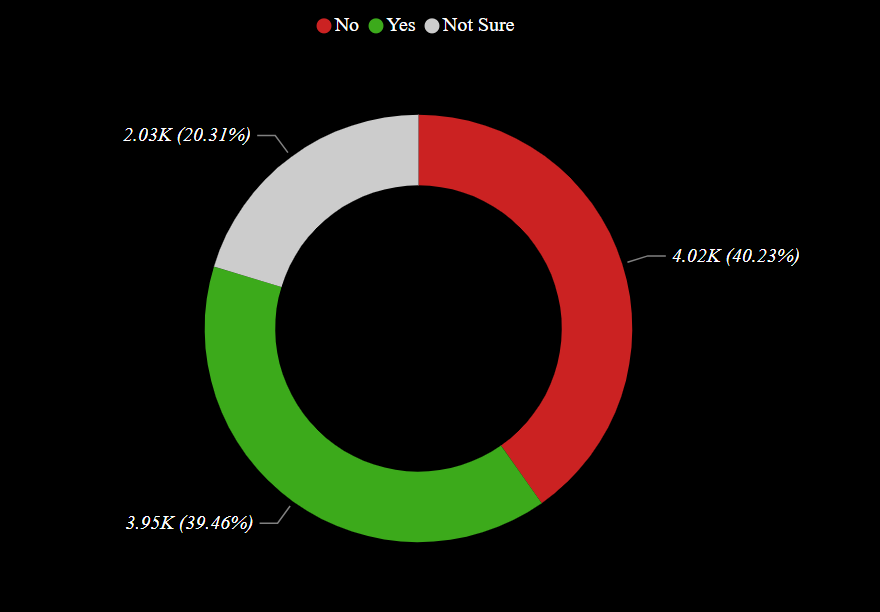 No Yes Not Sure
2.03K (20.31%)
4.02K (40.23%)
3.95K (39.46%)